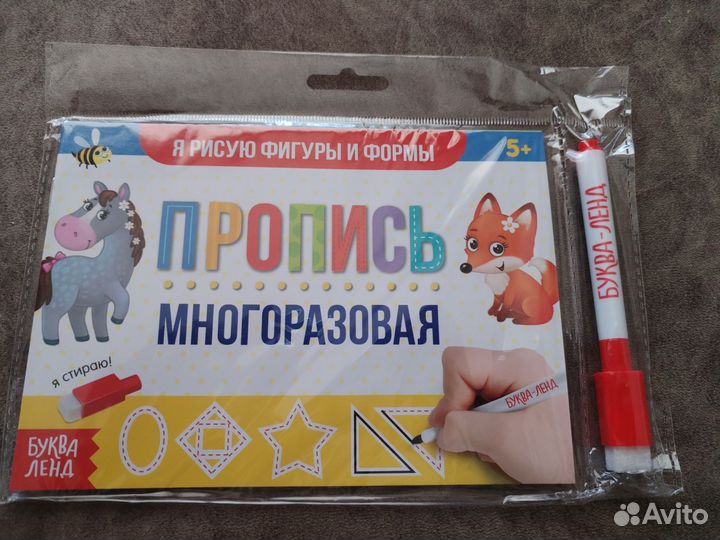 Я РИСУЮ ФИГУРЫ И ФОРМЫ
5+
ПРОПИСЬ
МНОГОРАЗОВАЯ
я стираю!
БУКВА-ЛЕНД
БУКВА
ЛЕНД
БУКВА-ЛЕНД
Avito